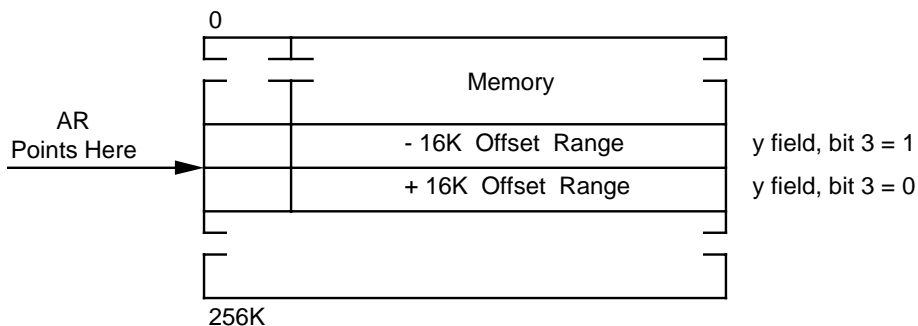 0
Memory
AR
Points Here
- 16K Offset Range
y field, bit 3 = 1
+ 16K Offset Range
y field, bit 3 = 0
256K